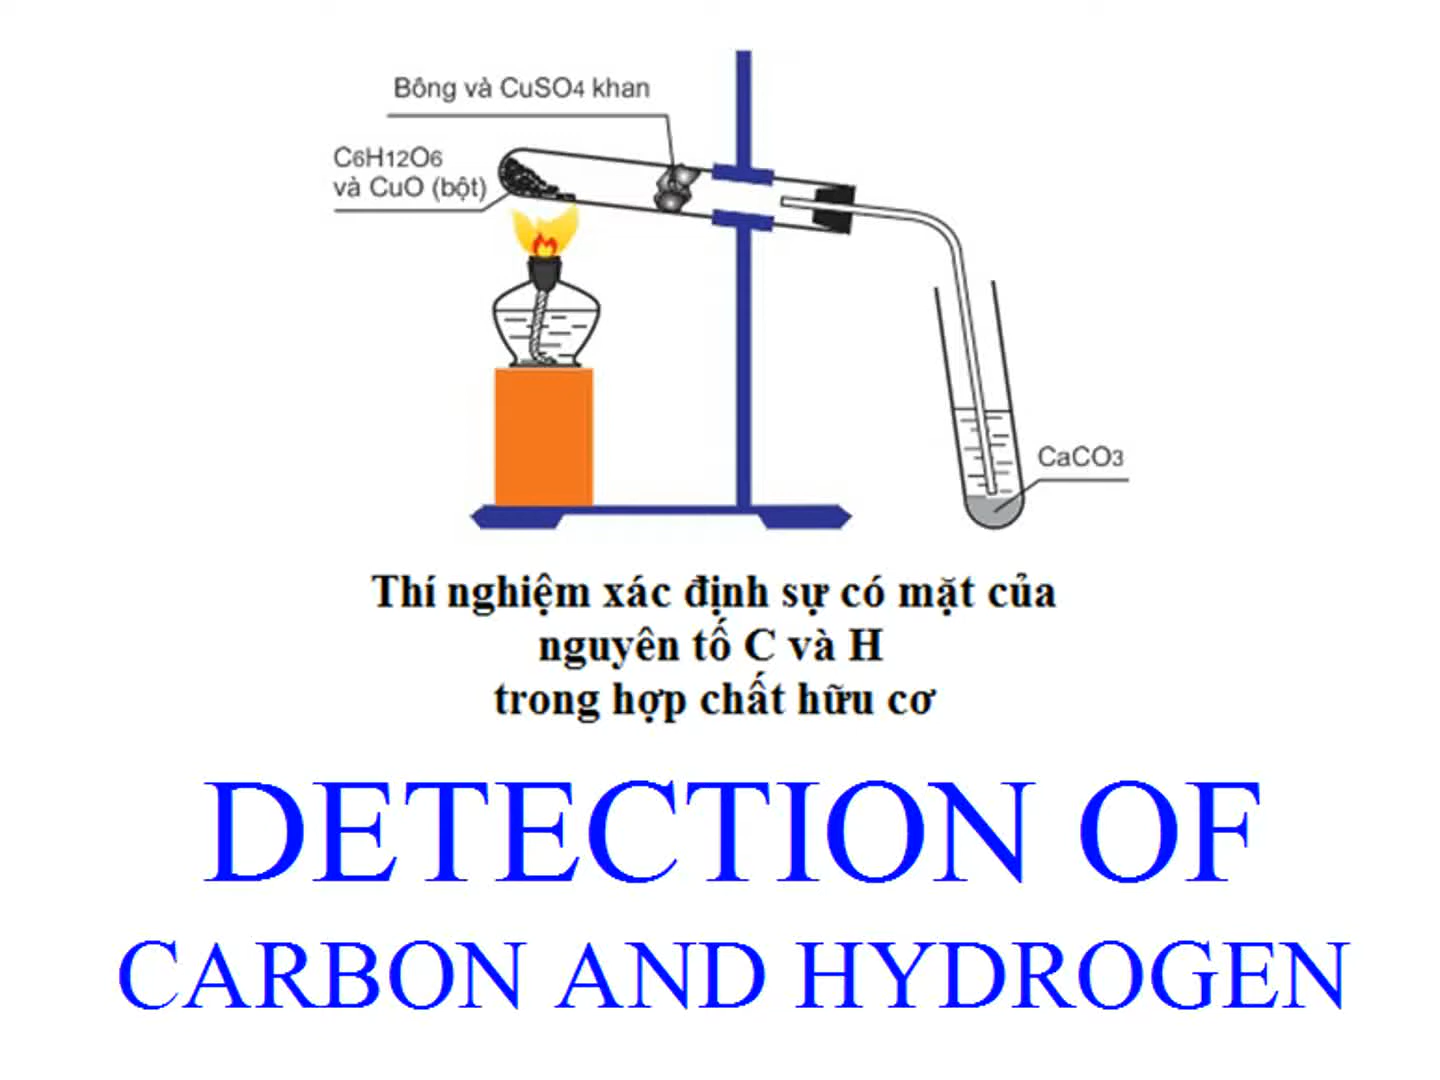 Bông và CuSO4 khan
C6H12O6
và CuO (bột)
CaCO3
Thí nghiệm xác định sự có mặt của
nguyên tố C và H
trong hợp chất hữu cơ
DETECTION OF
CARBON AND HYDROGEN